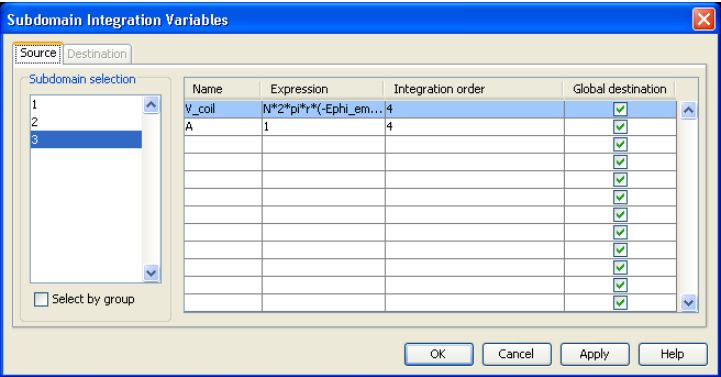 Subdomain Integration Variables
Source Destination
Subdomain selection
1
2
3
Select by group
Name Expression Integration order Global destination
V_coil N*2*pi*r*(-Ephi_em... 4
A 1 4
OK Cancel Apply Help